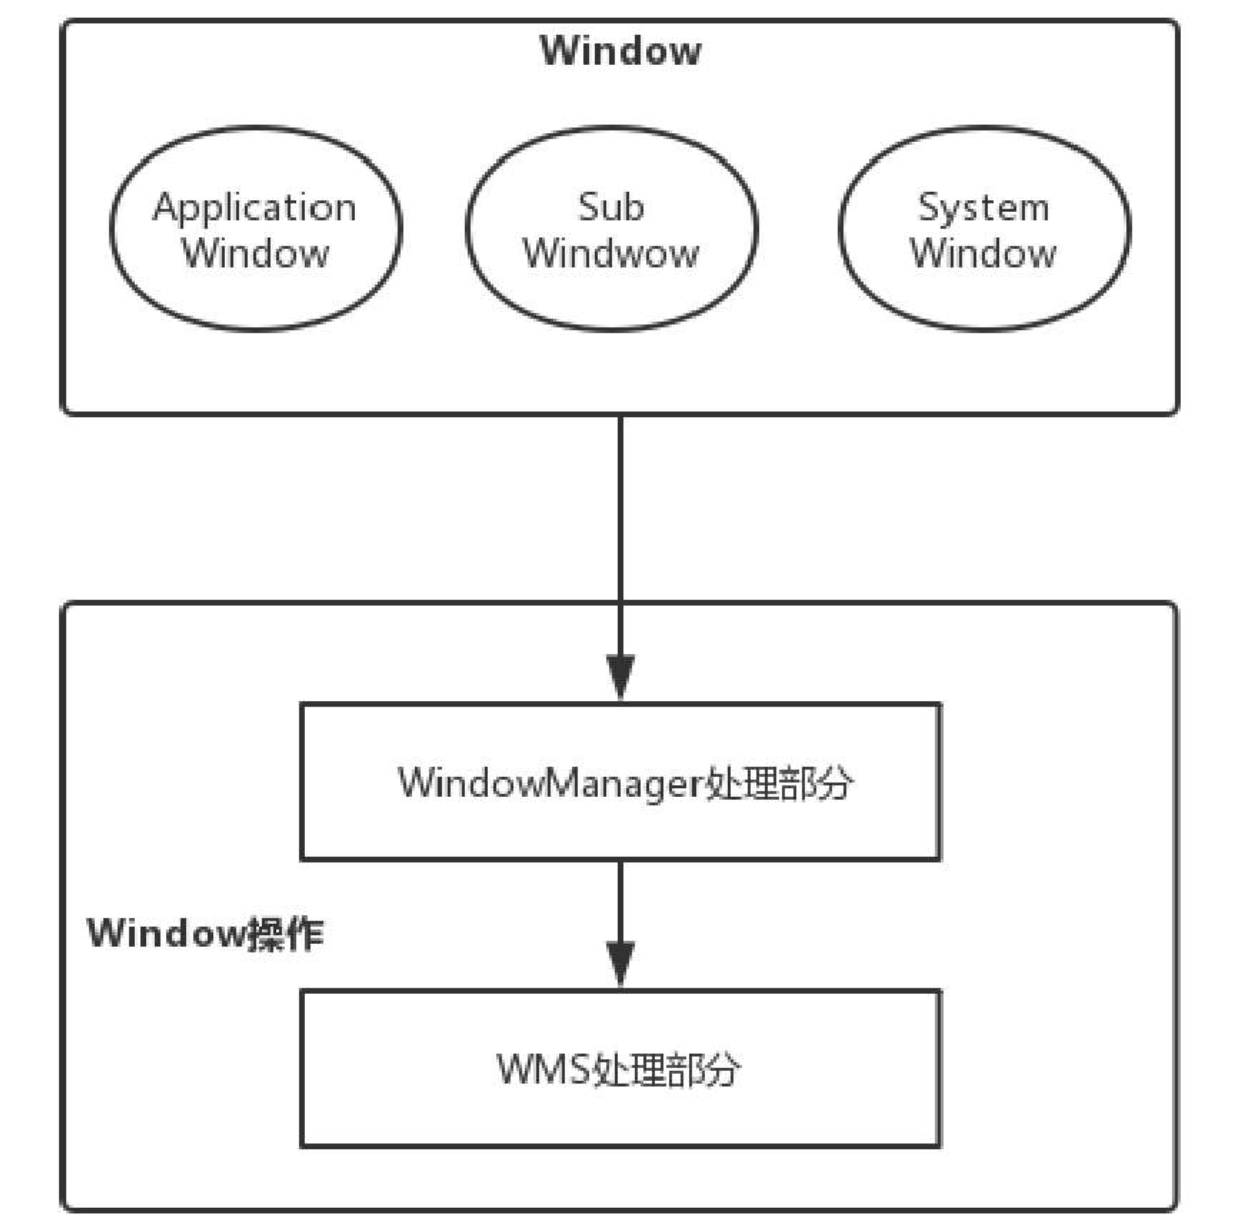 Window
Application
Window
Sub
Windwow
System
Window
WindowManager处理部分
Window操作
WMS处理部分